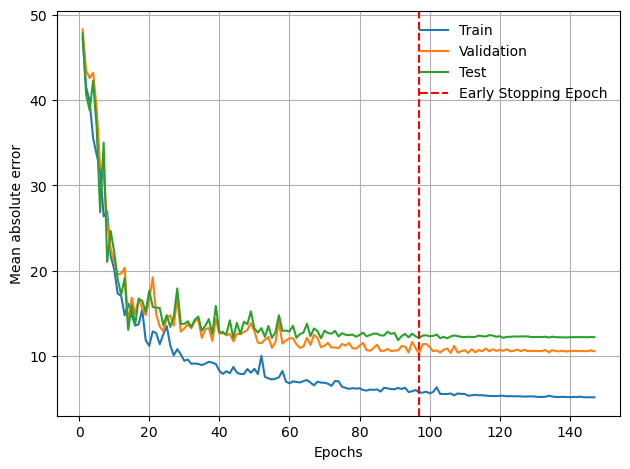 50
40
30
20
10
Mean absolute error
0
20
40
60
80
100
120
140
Epochs
Train
Validation
Test
Early Stopping Epoch